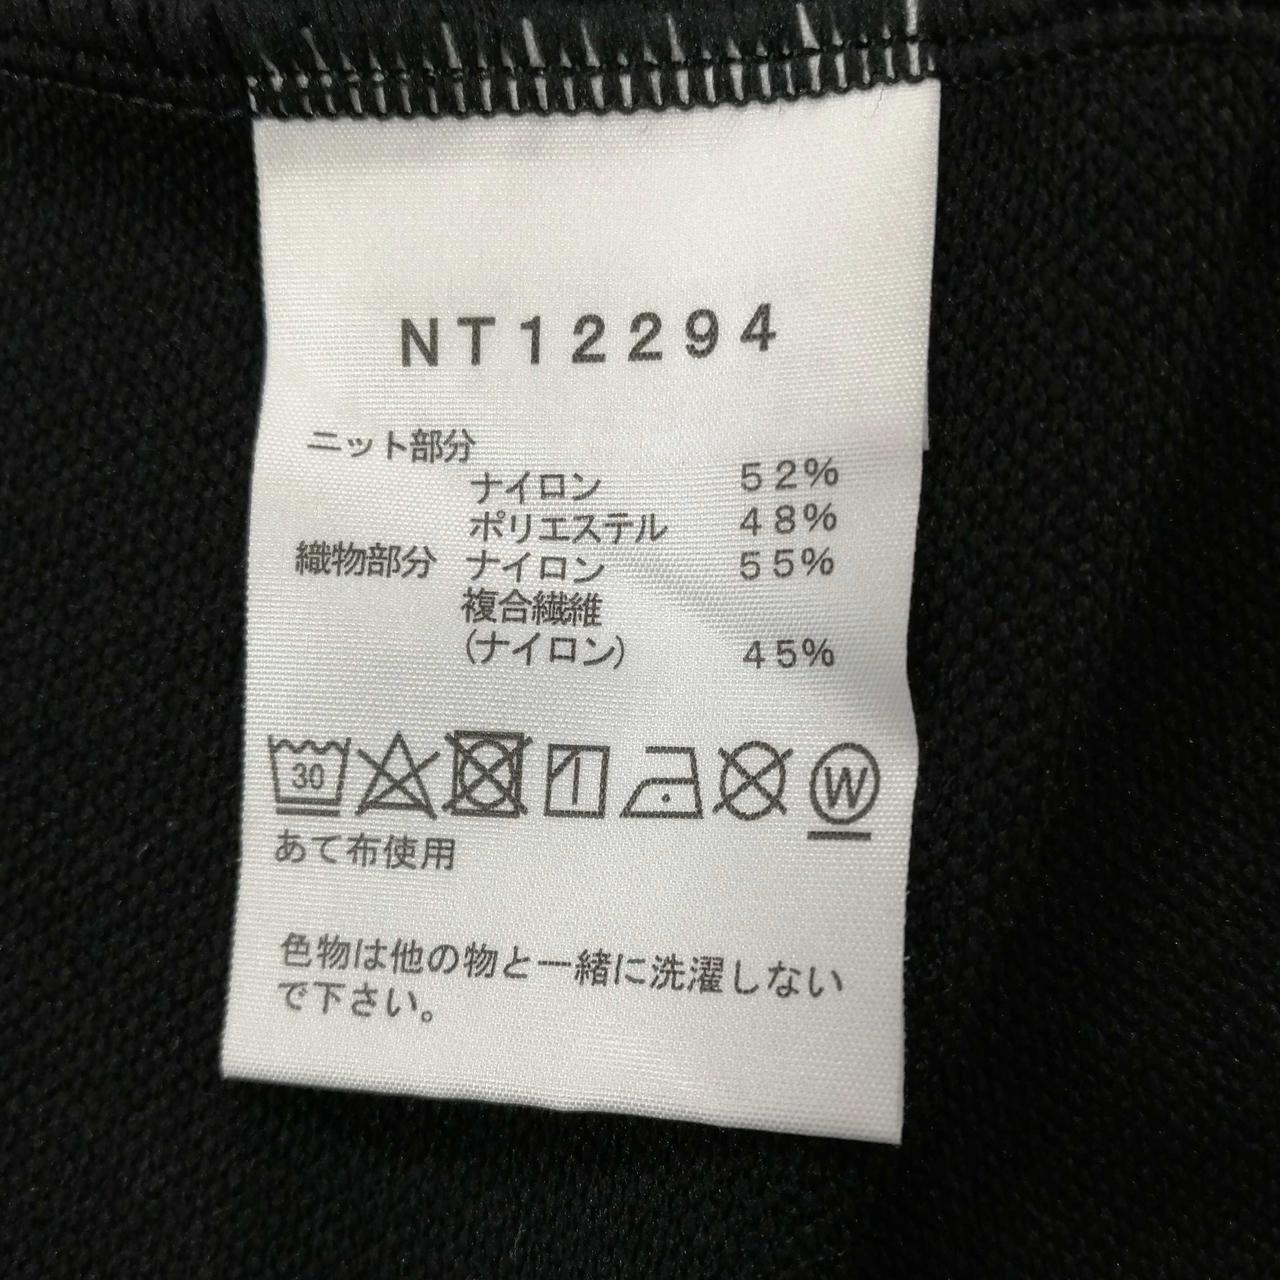 NT12294
ニット部分
ナイロン 52%
ポリエステル 48%
織物部分 ナイロン 55%
複合繊維
(ナイロン) 45%
30 W
あて布使用
色物は他の物と一緒に洗濯しない
で下さい。